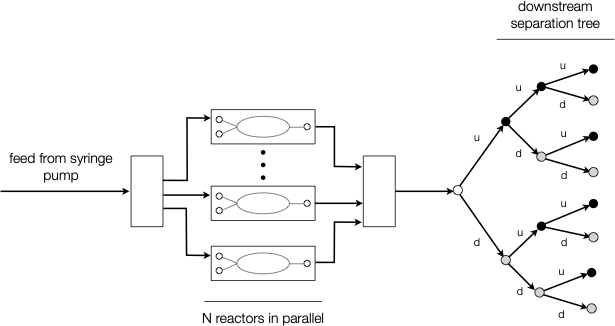 downstream
separation tree
feed from syringe
pump
N reactors in parallel
u
d
u
d
u
d
u
d
u
d
u
d
u
d